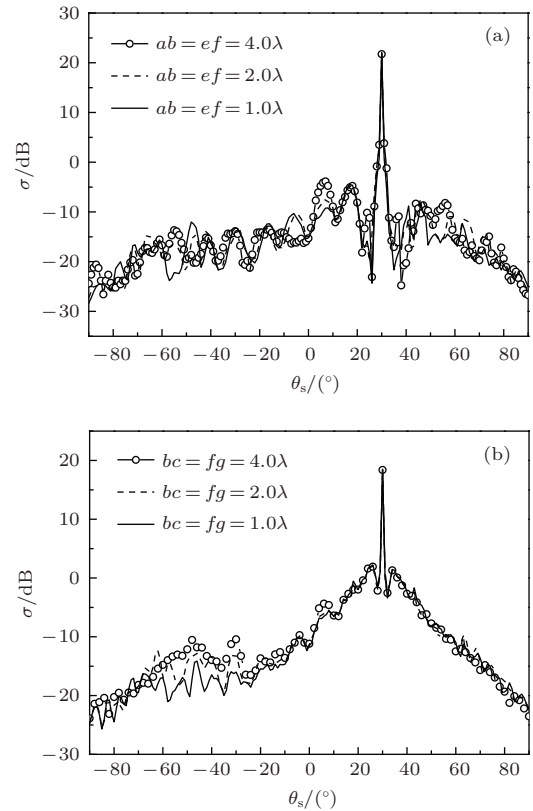 30
(a)
ab = ef = 4.0λ
20
ab = ef = 2.0λ
10
ab = ef = 1.0λ
σ/dB
0
−10
−20
−30
−80 −60 −40 −20 0 20 40 60 80
θs/(°)
20
(b)
bc = fg = 4.0λ
bc = fg = 2.0λ
10
bc = fg = 1.0λ
σ/dB
0
−10
−20
−30
−80 −60 −40 −20 0 20 40 60 80
θs/(°)